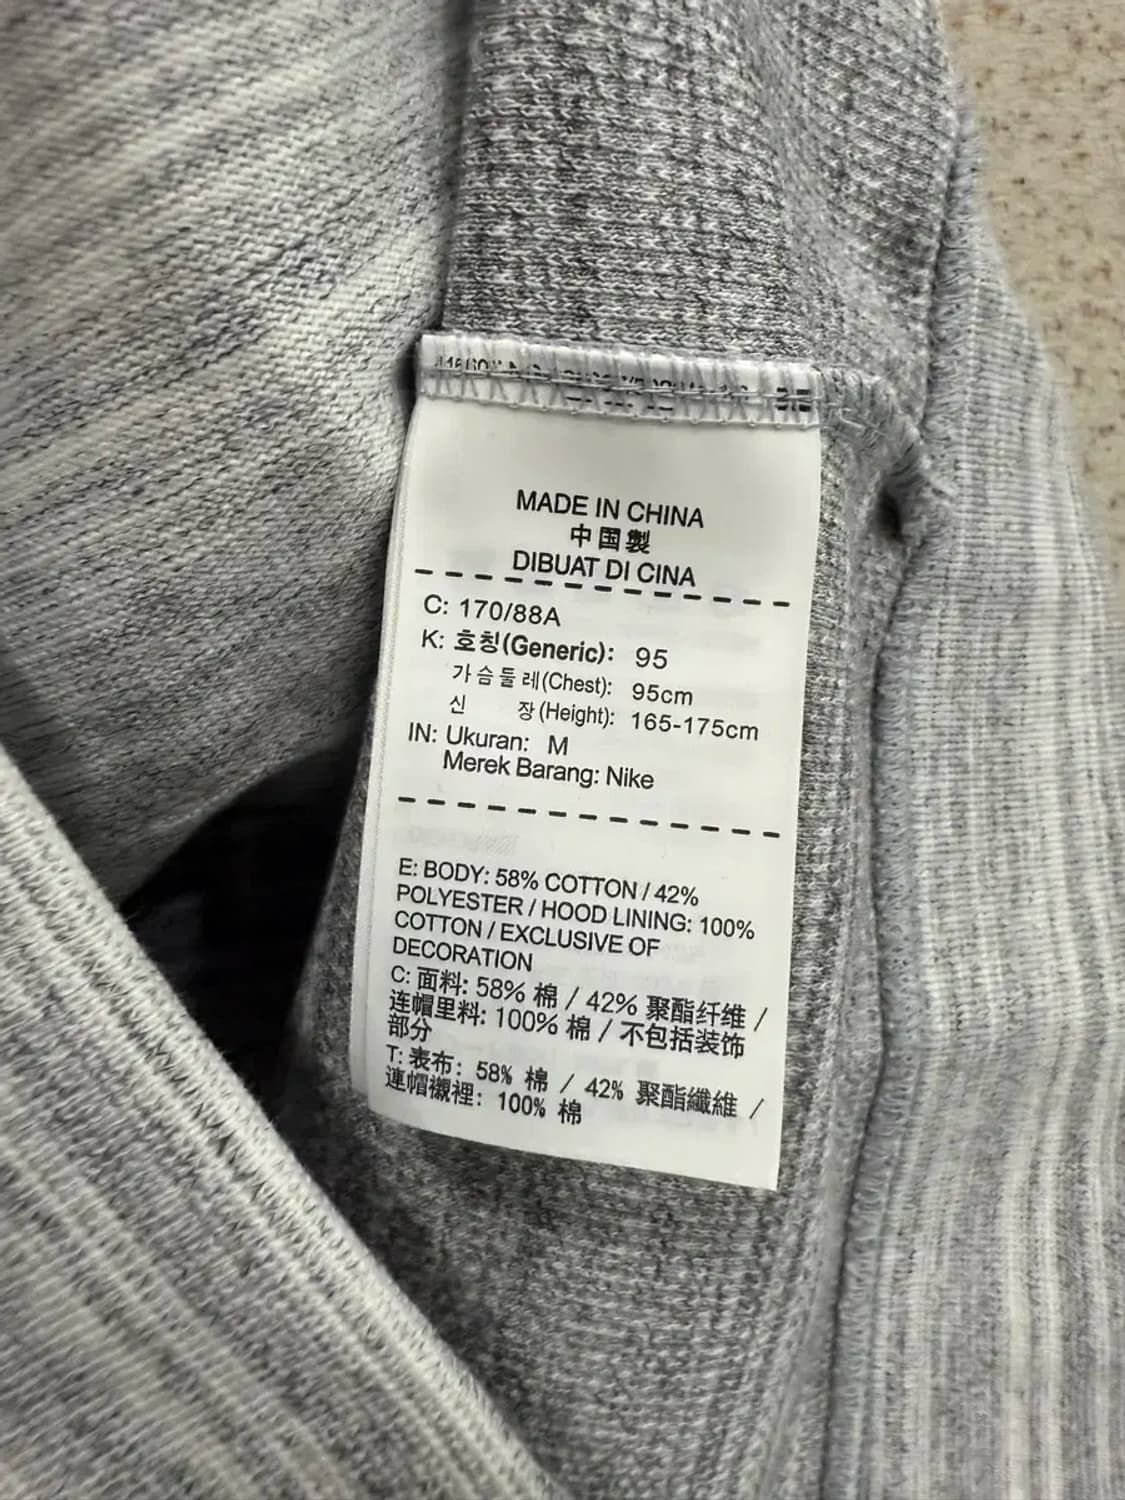 MADE IN CHINA
中国製
DIBUAT DI CINA
C: 170/88A
K: 호칭(Generic): 95
가슴둘레(Chest): 95cm
신 장(Height): 165-175cm
IN: Ukuran: M
Merek Barang: Nike
E: BODY: 58% COTTON / 42%
POLYESTER / HOOD LINING: 100%
COTTON / EXCLUSIVE OF
DECORATION
C: 面料: 58% 棉 / 42% 聚酯纤维 /
连帽里料: 100% 棉 / 不包括装饰
部分
T: 表布: 58% 棉 / 42% 聚酯纖維 /
連帽襯裡: 100% 棉